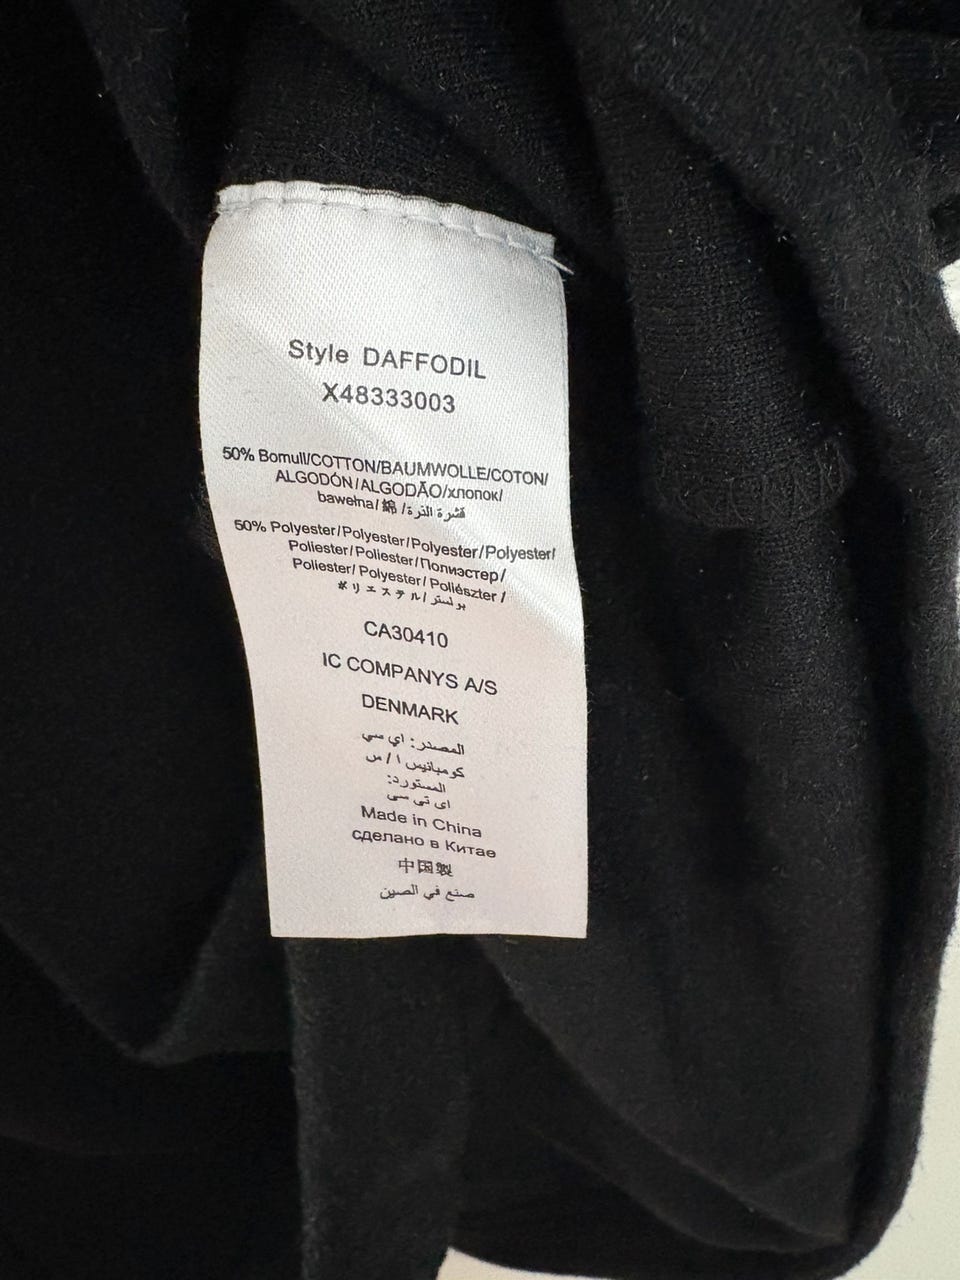 Style DAFFODIL
X48333003
50% Bomull/COTTON/BAUMWOLLE/COTON/
ALGODÓN/ALGODÃO/хлопок/
bawełna/綿/قشرة الذرة/
50% Polyester/Polyester/Polyester/Polyester/
Poliester/Poliester/Полиэстер/
Poliester/Polyester/Poliészter/
ポリエステル/بولستر
CA30410
IC COMPANYS A/S
DENMARK
المصدر: اي سي
كومبانيس ا/س
المستورد:
اى تى سى
Made in China
сделано в Китае
中国製
صنع في الصين